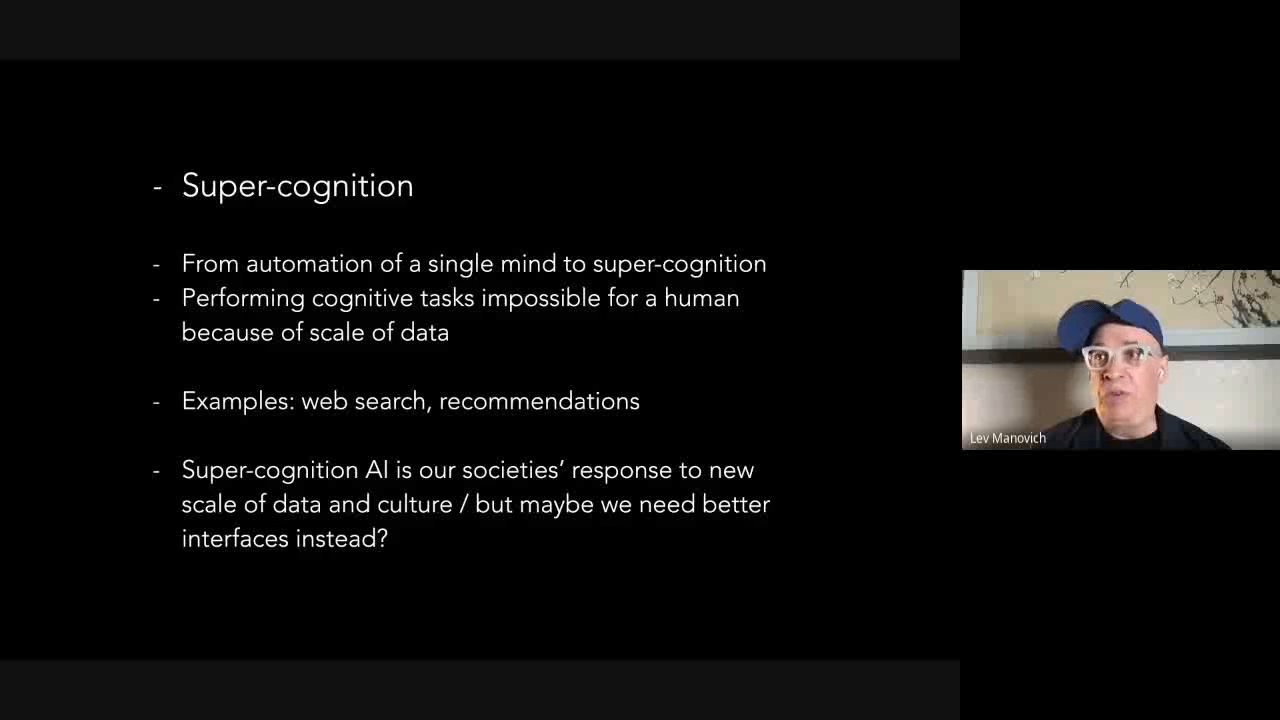 - Super-cognition
- From automation of a single mind to super-cognition
- Performing cognitive tasks impossible for a human
because of scale of data
- Examples: web search, recommendations
- Super-cognition AI is our societies’ response to new
scale of data and culture / but maybe we need better
interfaces instead?
Lev Manovich